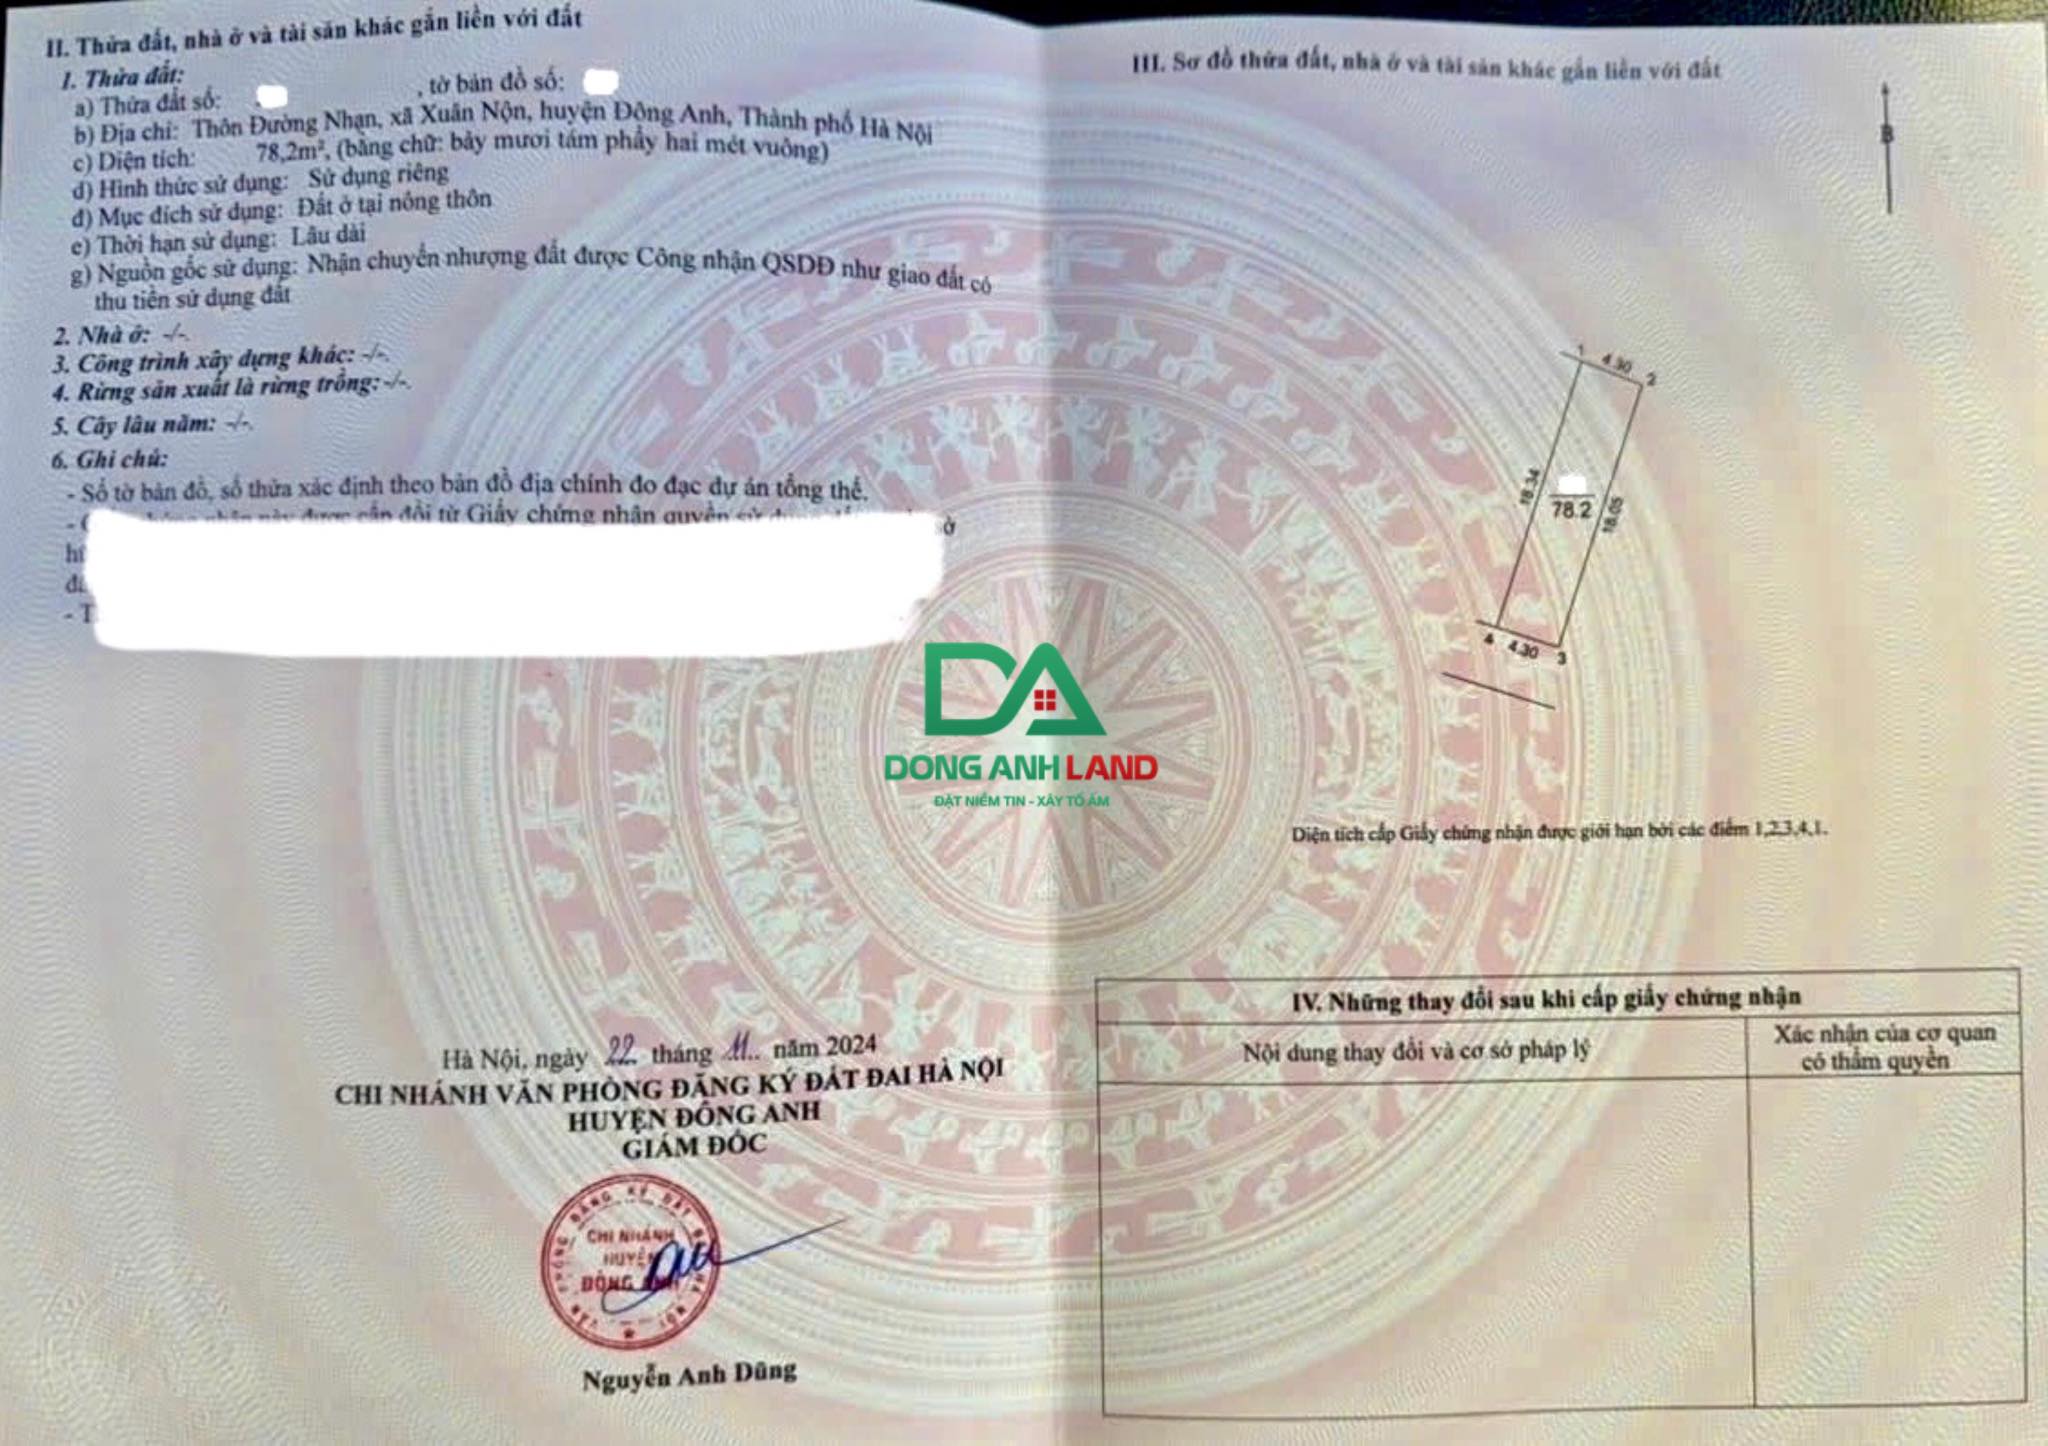 II. Thửa đất, nhà ở và tài sản khác gắn liền với đất
1. Thửa đất:
a) Thửa đất số: , tờ bản đồ số:
b) Địa chỉ: Thôn Đường Nhạn, xã Xuân Nộn, huyện Đông Anh, Thành phố Hà Nội
c) Diện tích: 78,2m², (bằng chữ: bảy mươi tám phẩy hai mét vuông)
d) Hình thức sử dụng: Sử dụng riêng
đ) Mục đích sử dụng: Đất ở tại nông thôn
e) Thời hạn sử dụng: Lâu dài
g) Nguồn gốc sử dụng: Nhận chuyển nhượng đất được Công nhận QSDĐ như giao đất có
thu tiền sử dụng đất
2. Nhà ở: -/-.
3. Công trình xây dựng khác: -/-.
4. Rừng sản xuất là rừng trồng: -/-.
5. Cây lâu năm: -/-.
6. Ghi chú:
- Số tờ bản đồ, số thửa xác định theo bản đồ địa chính đo đạc dự án tổng thể.
này được cấp đổi từ Giấy chứng nhận quyền sử
Hà Nội, ngày 22 tháng 11.. năm 2024
CHI NHÁNH VĂN PHÒNG ĐĂNG KÝ ĐẤT ĐAI HÀ NỘI
HUYỆN ĐÔNG ANH
GIÁM ĐỐC
CHI NHÁNH
HUYỆN
ĐÔNG ANH
Nguyễn Anh Dũng
DA
DONG ANH LAND
ĐẶT NIỀM TIN - XÂY TỔ ẤM
III. Sơ đồ thửa đất, nhà ở và tài sản khác gắn liền với đất
B
1 4.30 2
18.34
78.2
18.05
4 4.30 3
Diện tích cấp Giấy chứng nhận được giới hạn bởi các điểm 1,2,3,4,1.
IV. Những thay đổi sau khi cấp giấy chứng nhận
Nội dung thay đổi và cơ sở pháp lý
Xác nhận của cơ quan
có thẩm quyền